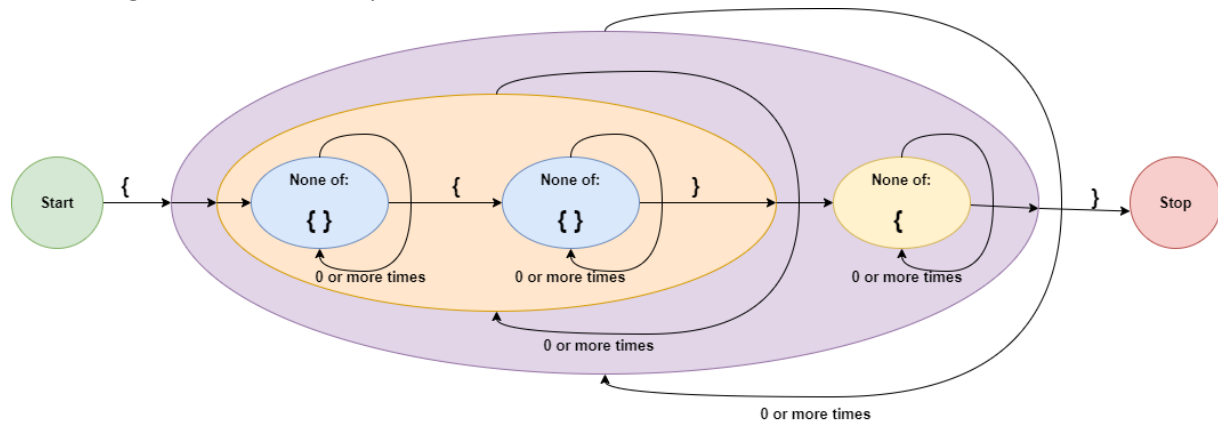 Start
{
None of:
{ }
0 or more times
{
None of:
{ }
0 or more times
}
None of:
{
0 or more times
}
Stop
0 or more times
0 or more times